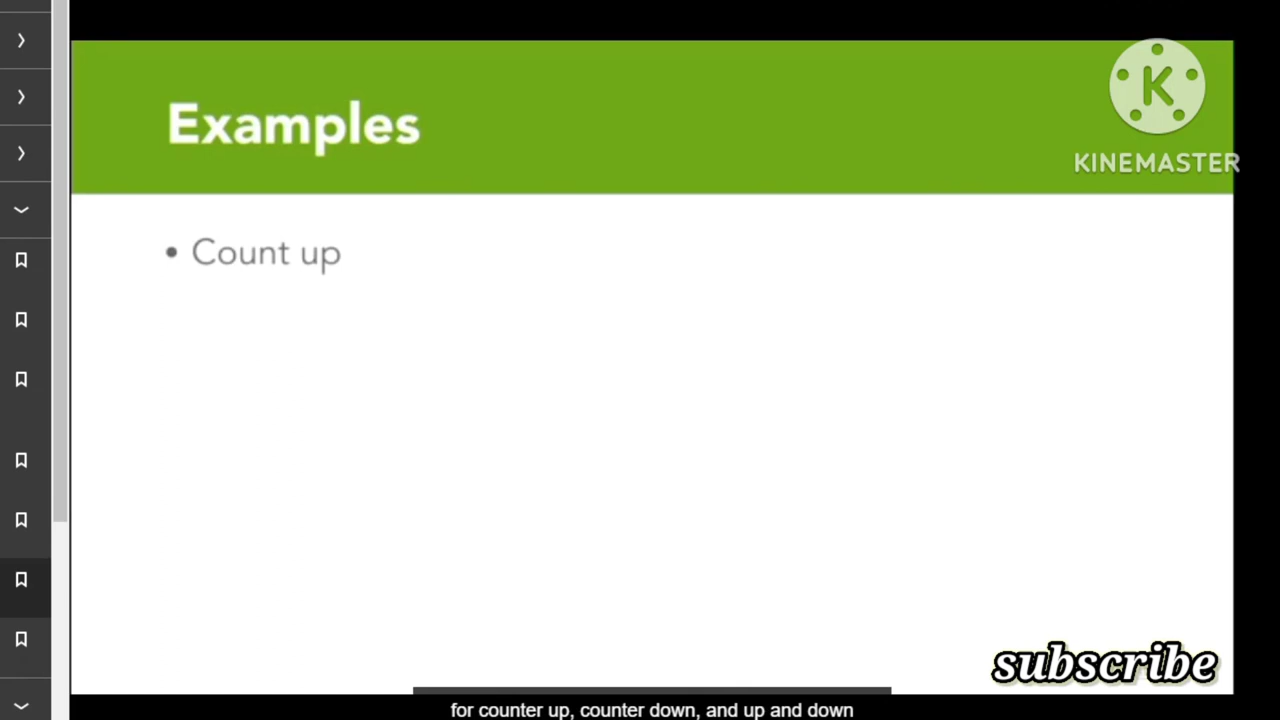 Examples
K
KINEMASTER
• Count up
subscribe
for counter up, counter down, and up and down